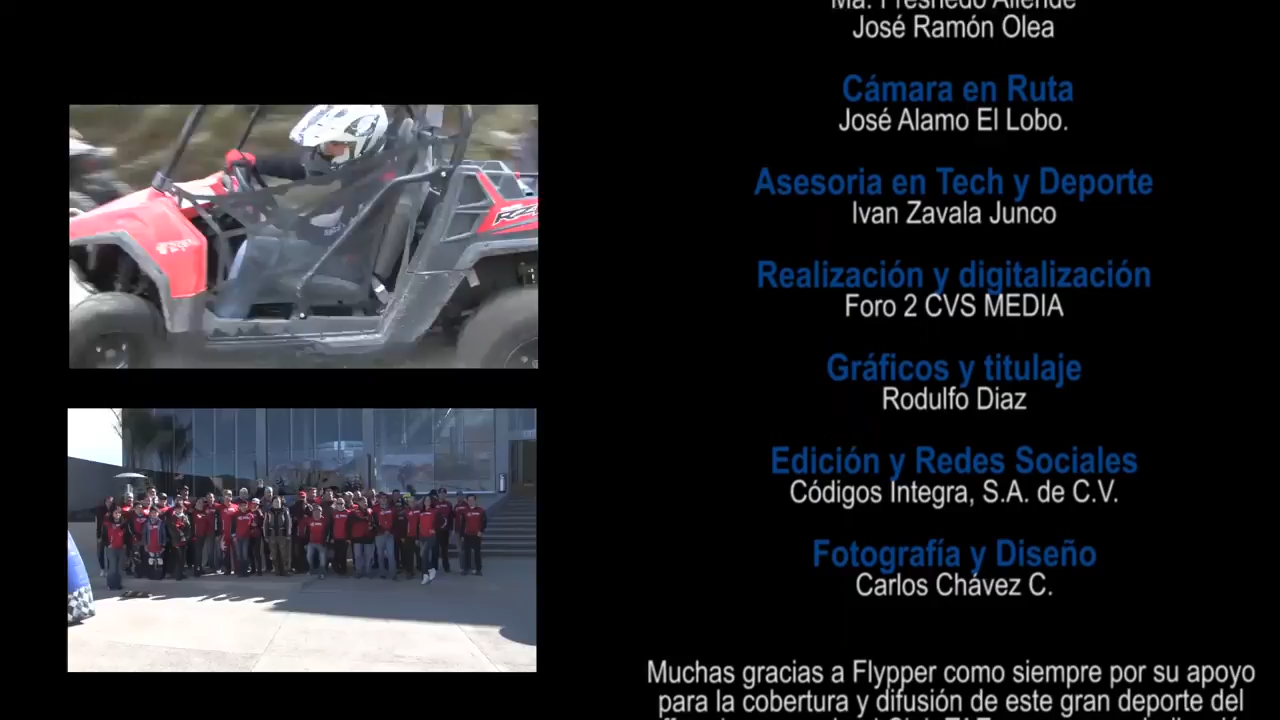 José Ramón Olea
Cámara en Ruta
José Alamo El Lobo.
Asesoria en Tech y Deporte
Ivan Zavala Junco
Realización y digitalización
Foro 2 CVS MEDIA
Gráficos y titulaje
Rodulfo Diaz
Edición y Redes Sociales
Códigos Integra, S.A. de C.V.
Fotografía y Diseño
Carlos Chávez C.
Muchas gracias a Flypper como siempre por su apoyo
para la cobertura y difusión de este gran deporte del